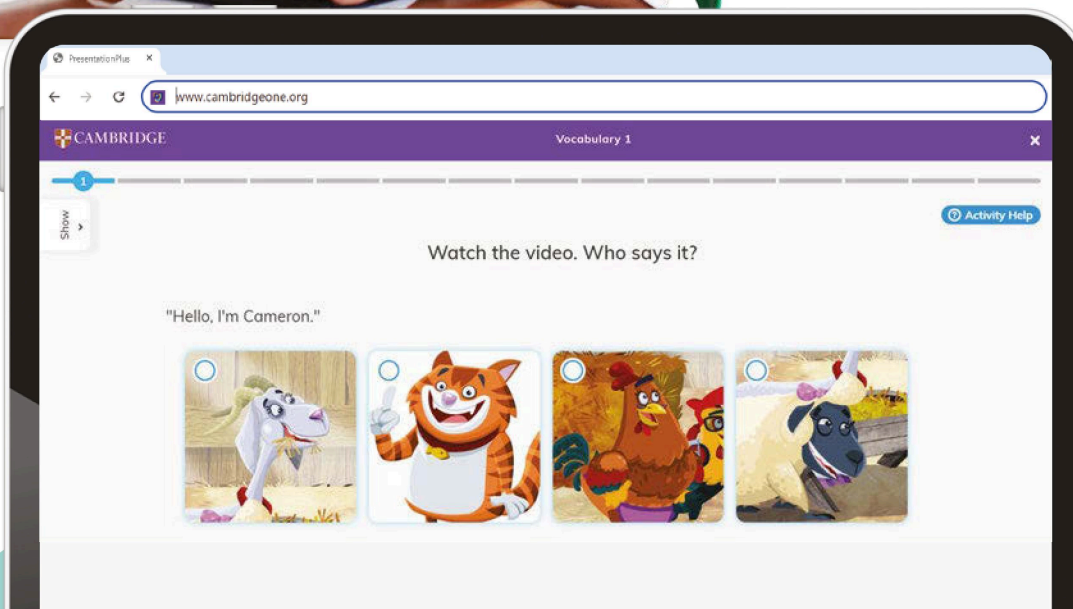 PresentationPlus
www.cambridgeone.org
CAMBRIDGE
Vocabulary 1
1
Show
Activity Help
Watch the video. Who says it?
"Hello, I'm Cameron."